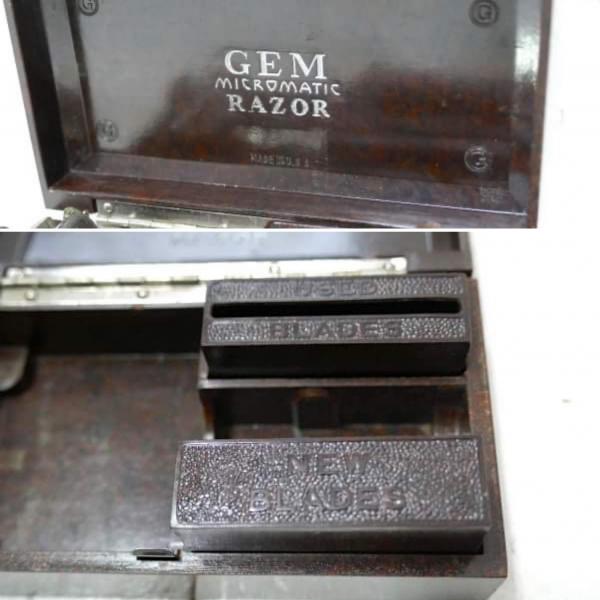 G
GEM
MICROMATIC
RAZOR
G
G
MADE IN U.S.A
USED
BLADES
NEW
BLADES